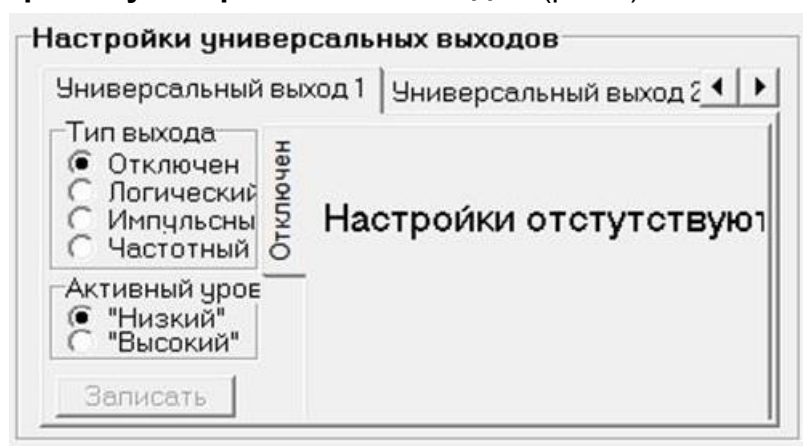 Настройки универсальных выходов
Универсальный выход 1
Универсальный выход 2
Тип выхода
Отключен
Логический
Импульсны
Частотный
Отключен
Настройки отстутствуют
Активный уров
"Низкий"
"Высокий"
Записать